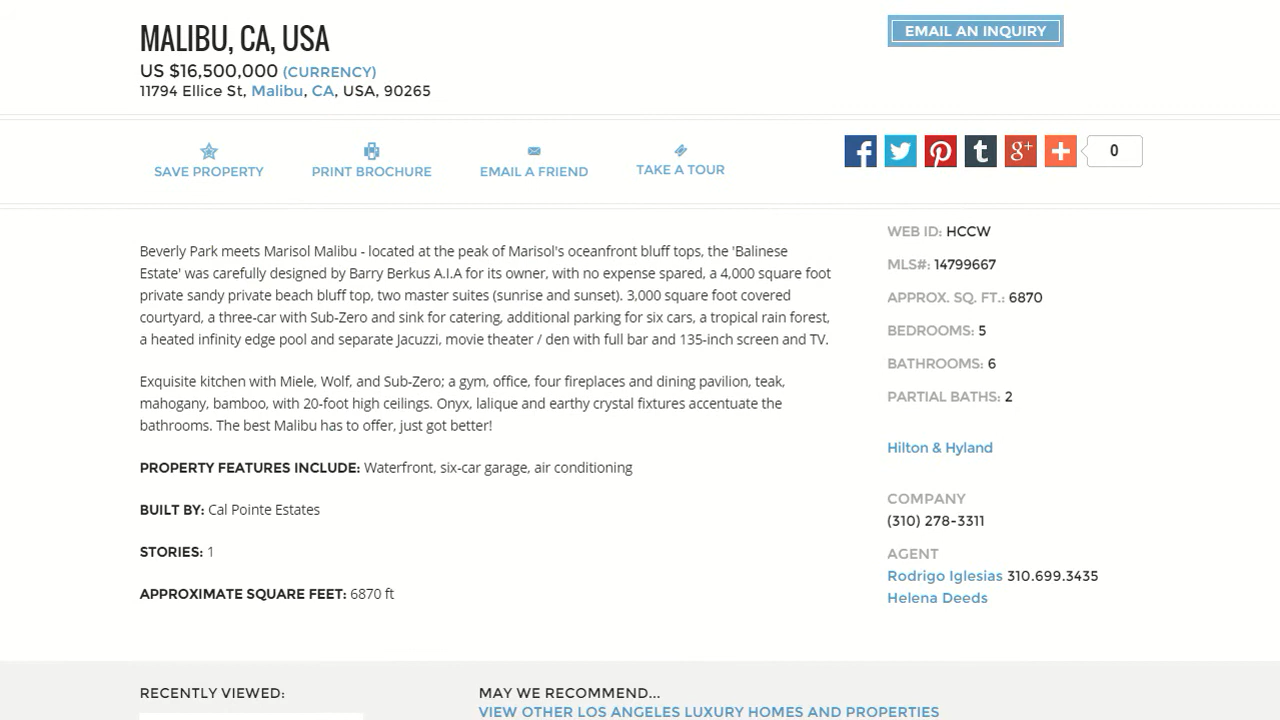 MALIBU, CA, USA
EMAIL AN INQUIRY
US $16,500,000 (CURRENCY)
11794 Ellice St, Malibu, CA, USA, 90265
SAVE PROPERTY
PRINT BROCHURE
EMAIL A FRIEND
TAKE A TOUR
f
t
g+
0
Beverly Park meets Marisol Malibu - located at the peak of Marisol's oceanfront bluff tops, the 'Balinese
Estate' was carefully designed by Barry Berkus A.I.A for its owner, with no expense spared, a 4,000 square foot
private sandy private beach bluff top, two master suites (sunrise and sunset). 3,000 square foot covered
courtyard, a three-car with Sub-Zero and sink for catering, additional parking for six cars, a tropical rain forest,
a heated infinity edge pool and separate Jacuzzi, movie theater / den with full bar and 135-inch screen and TV.
Exquisite kitchen with Miele, Wolf, and Sub-Zero; a gym, office, four fireplaces and dining pavilion, teak,
mahogany, bamboo, with 20-foot high ceilings. Onyx, lalique and earthy crystal fixtures accentuate the
bathrooms. The best Malibu has to offer, just got better!
PROPERTY FEATURES INCLUDE: Waterfront, six-car garage, air conditioning
BUILT BY: Cal Pointe Estates
STORIES: 1
APPROXIMATE SQUARE FEET: 6870 ft
WEB ID: HCCW
MLS#: 14799667
APPROX. SQ. FT.: 6870
BEDROOMS: 5
BATHROOMS: 6
PARTIAL BATHS: 2
Hilton & Hyland
COMPANY
(310) 278-3311
AGENT
Rodrigo Iglesias 310.699.3435
Helena Deeds
RECENTLY VIEWED:
MAY WE RECOMMEND...
VIEW OTHER LOS ANGELES LUXURY HOMES AND PROPERTIES